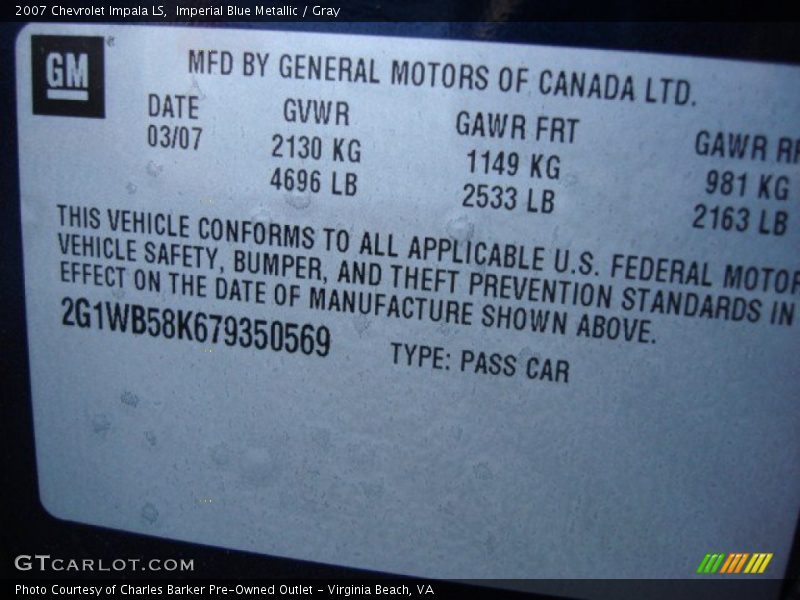 2007 Chevrolet Impala LS,  Imperial Blue Metallic / Gray
GM
MFD BY GENERAL MOTORS OF CANADA LTD.
DATE GVWR GAWR FRT GAWR RR
03/07 2130 KG 1149 KG 981 KG
4696 LB 2533 LB 2163 LB
THIS VEHICLE CONFORMS TO ALL APPLICABLE U.S. FEDERAL MOTOR
VEHICLE SAFETY, BUMPER, AND THEFT PREVENTION STANDARDS IN
EFFECT ON THE DATE OF MANUFACTURE SHOWN ABOVE.
2G1WB58K679350569 TYPE: PASS CAR
GTCARLOT.COM
Photo Courtesy of Charles Barker Pre-Owned Outlet - Virginia Beach, VA